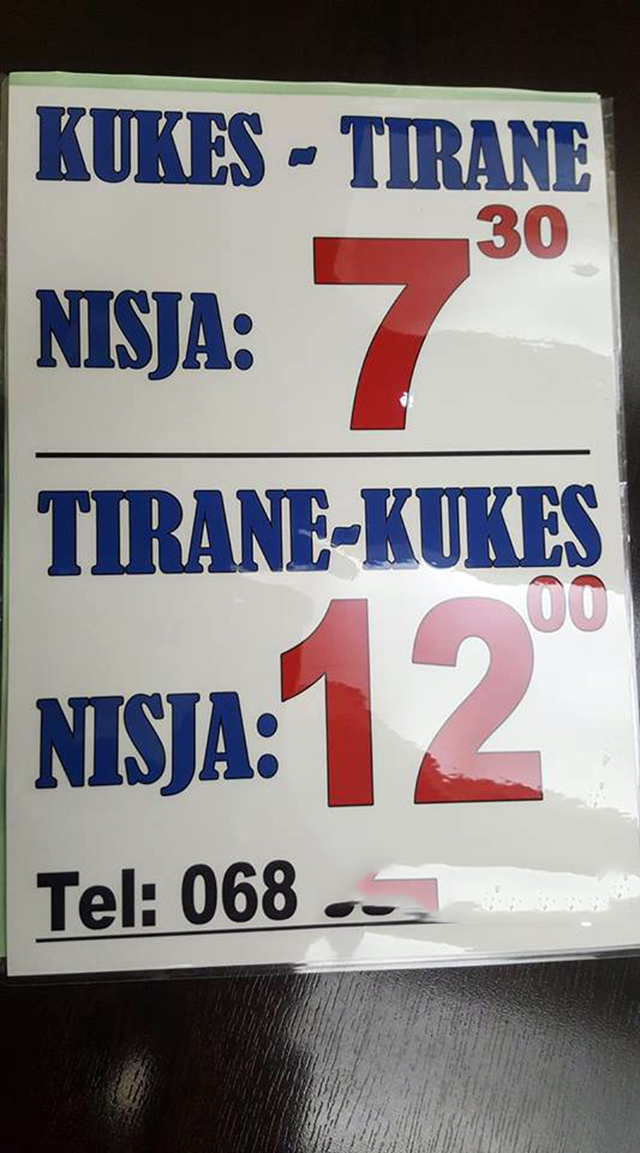 KUKES - TIRANE
NISJA: 7 30
TIRANE-KUKES
NISJA: 12 00
Tel: 068